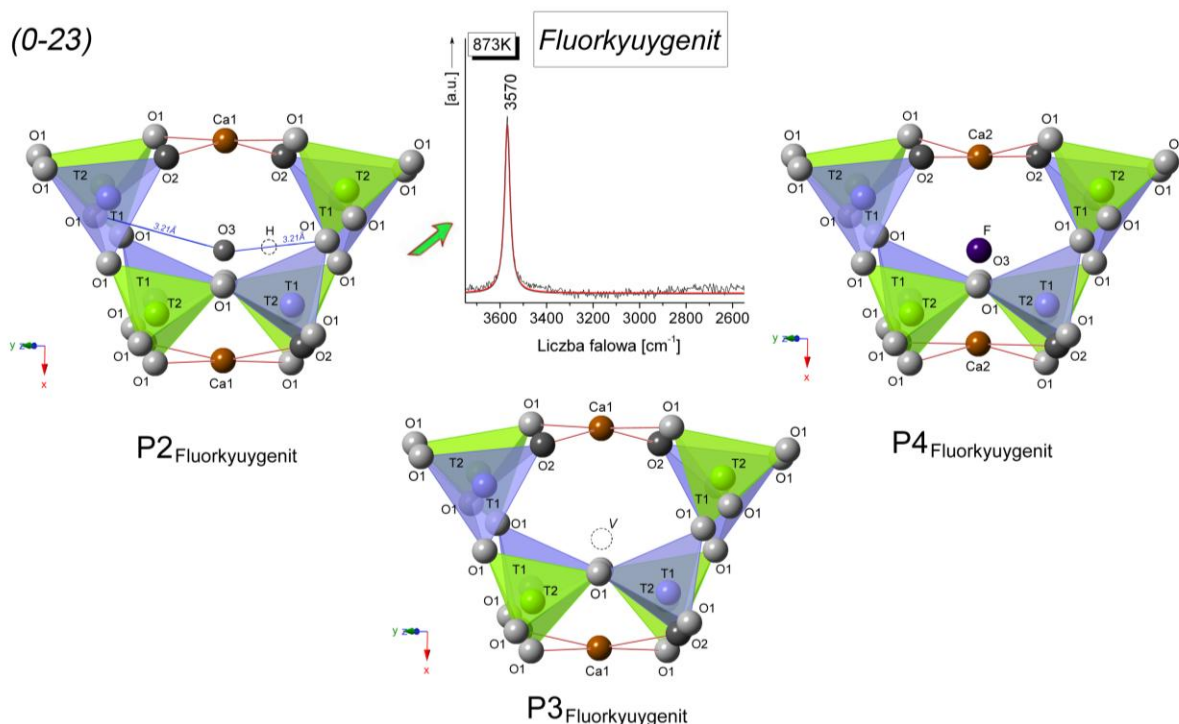 (0-23)
Fluorkyuygenit
873K
[a.u.]
3570
3600 3400 3200 3000 2800 2600
Liczba falowa [cm⁻¹]
O1 Ca1 O1
O1 O1
O1 O2 O2 O1
T2 T2
O1 T1 T1 O1
3.21Å O3 H 3.21Å
O1 O1
O1 O1
T1 T1
T2 O1 T2
O1 O1
O1 O2
O1 Ca1 O1
y z
x
P2Fluorkyuygenit
O1 Ca2 O1
O1 O
O1 O2 O2 O1
T2 T2
O1 T1 T1 O1
F
O1 O3 O1
O1 O1
T1 T1
T2 O1 T2
O1 O1
O1 O2
O1 Ca2 O1
y z
x
P4Fluorkyuygenit
O1 Ca1 O1
O1 O1
O1 O2 O2 O1
T2 T2
O1 T1 T1 O1
O1 V O1
O1 O1
T1 T1
T2 O1 T2
O1 O1
O1 O2
O1 Ca1 O1
y z
x
P3Fluorkyuygenit